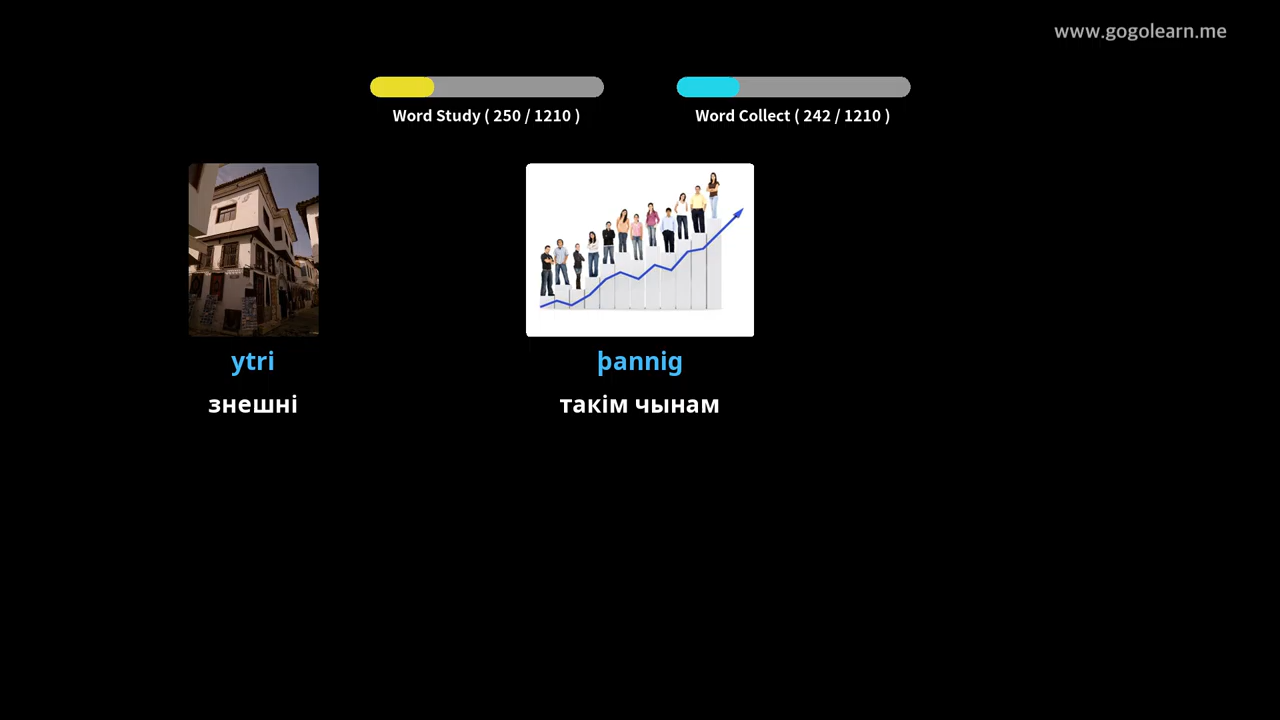 www.gogolearn.me
Word Study ( 250 / 1210 )
Word Collect ( 242 / 1210 )
ytri
þannig
знешні
такім чынам